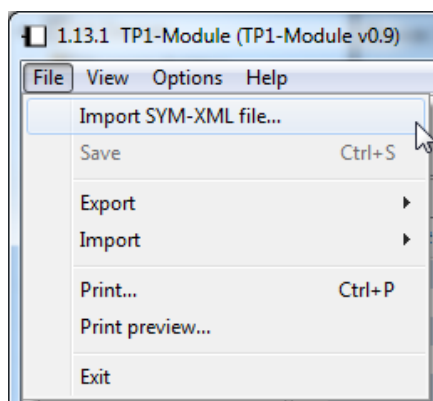 1.13.1 TP1-Module (TP1-Module v0.9)
File View Options Help
Import SYM-XML file...
Save Ctrl+S
Export
Import
Print... Ctrl+P
Print preview...
Exit